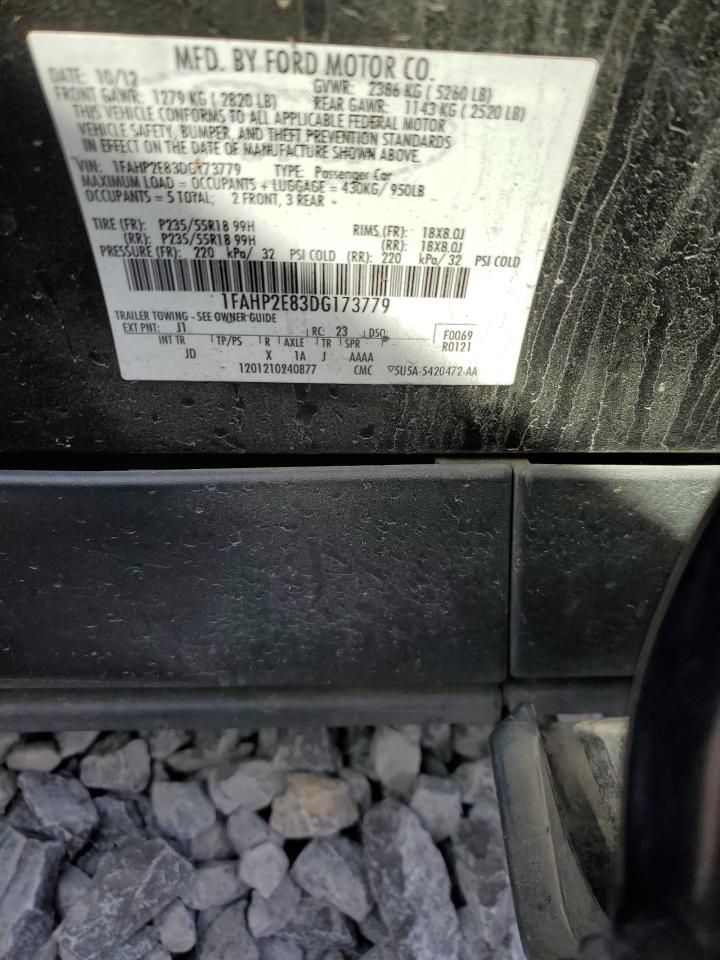 MFD. BY FORD MOTOR CO.
DATE: 10/12 GVWR: 2386 KG ( 5260 LB)
FRONT GAWR: 1279 KG ( 2820 LB) REAR GAWR: 1143 KG ( 2520 LB)
THIS VEHICLE CONFORMS TO ALL APPLICABLE FEDERAL MOTOR
VEHICLE SAFETY, BUMPER, AND THEFT PREVENTION STANDARDS
IN EFFECT ON THE DATE OF MANUFACTURE SHOWN ABOVE.
VIN: 1FAHP2E83DG173779 TYPE: Passenger Car
MAXIMUM LOAD = OCCUPANTS + LUGGAGE = 430KG/ 950LB
OCCUPANTS = 5 TOTAL; 2 FRONT, 3 REAR
TIRE (FR): P235/55R18 99H RIMS.(FR): 18X8.0J
(RR): P235/55R18 99H (RR): 18X8.0J
PRESSURE (FR): 220 kPa/ 32 PSI COLD (RR): 220 kPa/ 32 PSI COLD
1FAHP2E83DG173779
TRAILER TOWING - SEE OWNER GUIDE
EXT PNT: J1 RC: 23 DSO: F0069
INT TR TP/PS R AXLE TR SPR R0121
JD X 1A J AAAA
1201210240877 CMC ▽5U5A-5420472-AA